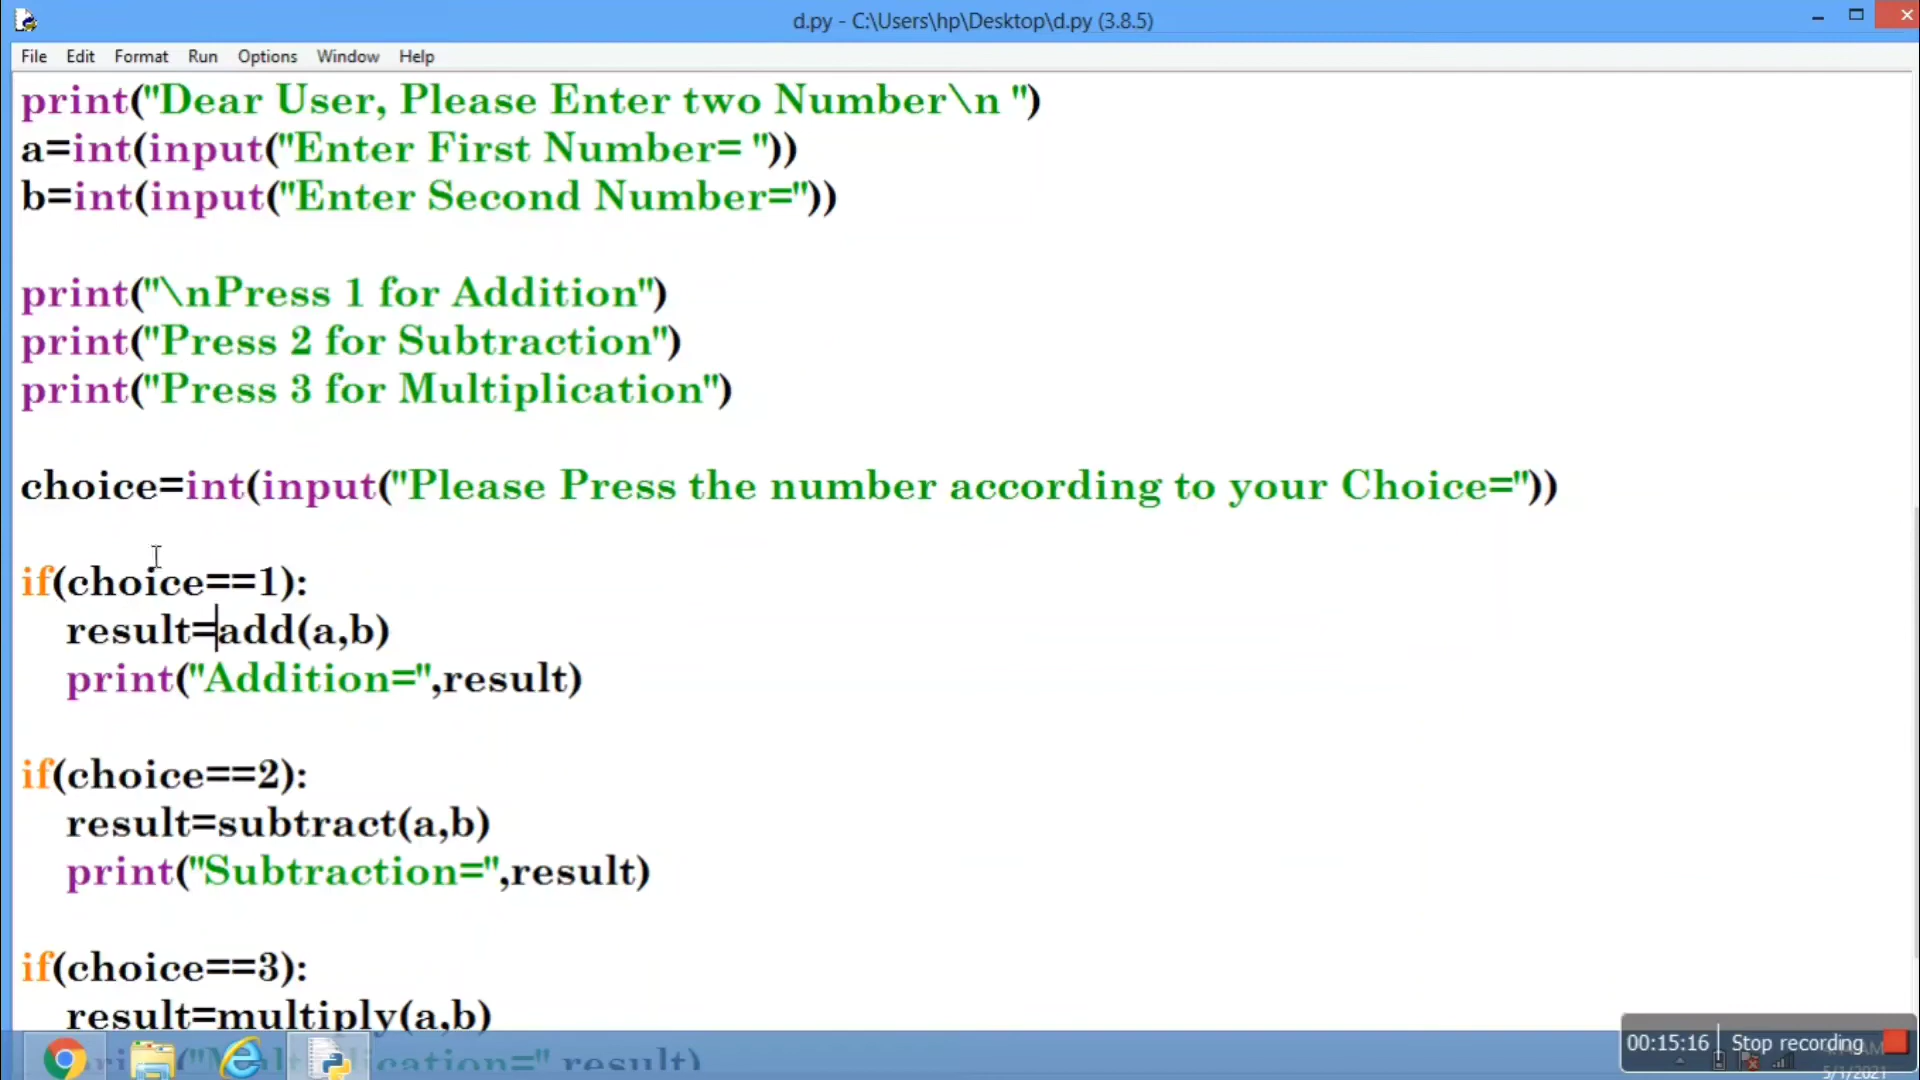 d.py - C:\Users\hp\Desktop\d.py (3.8.5)
File Edit Format Run Options Window Help
print("Dear User, Please Enter two Number\n ")
a=int(input("Enter First Number= "))
b=int(input("Enter Second Number="))
print("\nPress 1 for Addition")
print("Press 2 for Subtraction")
print("Press 3 for Multiplication")
choice=int(input("Please Press the number according to your Choice="))
if(choice==1):
result=add(a,b)
print("Addition=",result)
if(choice==2):
result=subtract(a,b)
print("Subtraction=",result)
if(choice==3):
result=multiply(a,b)
result)
00:15:16 Stop recording
5/1/2021